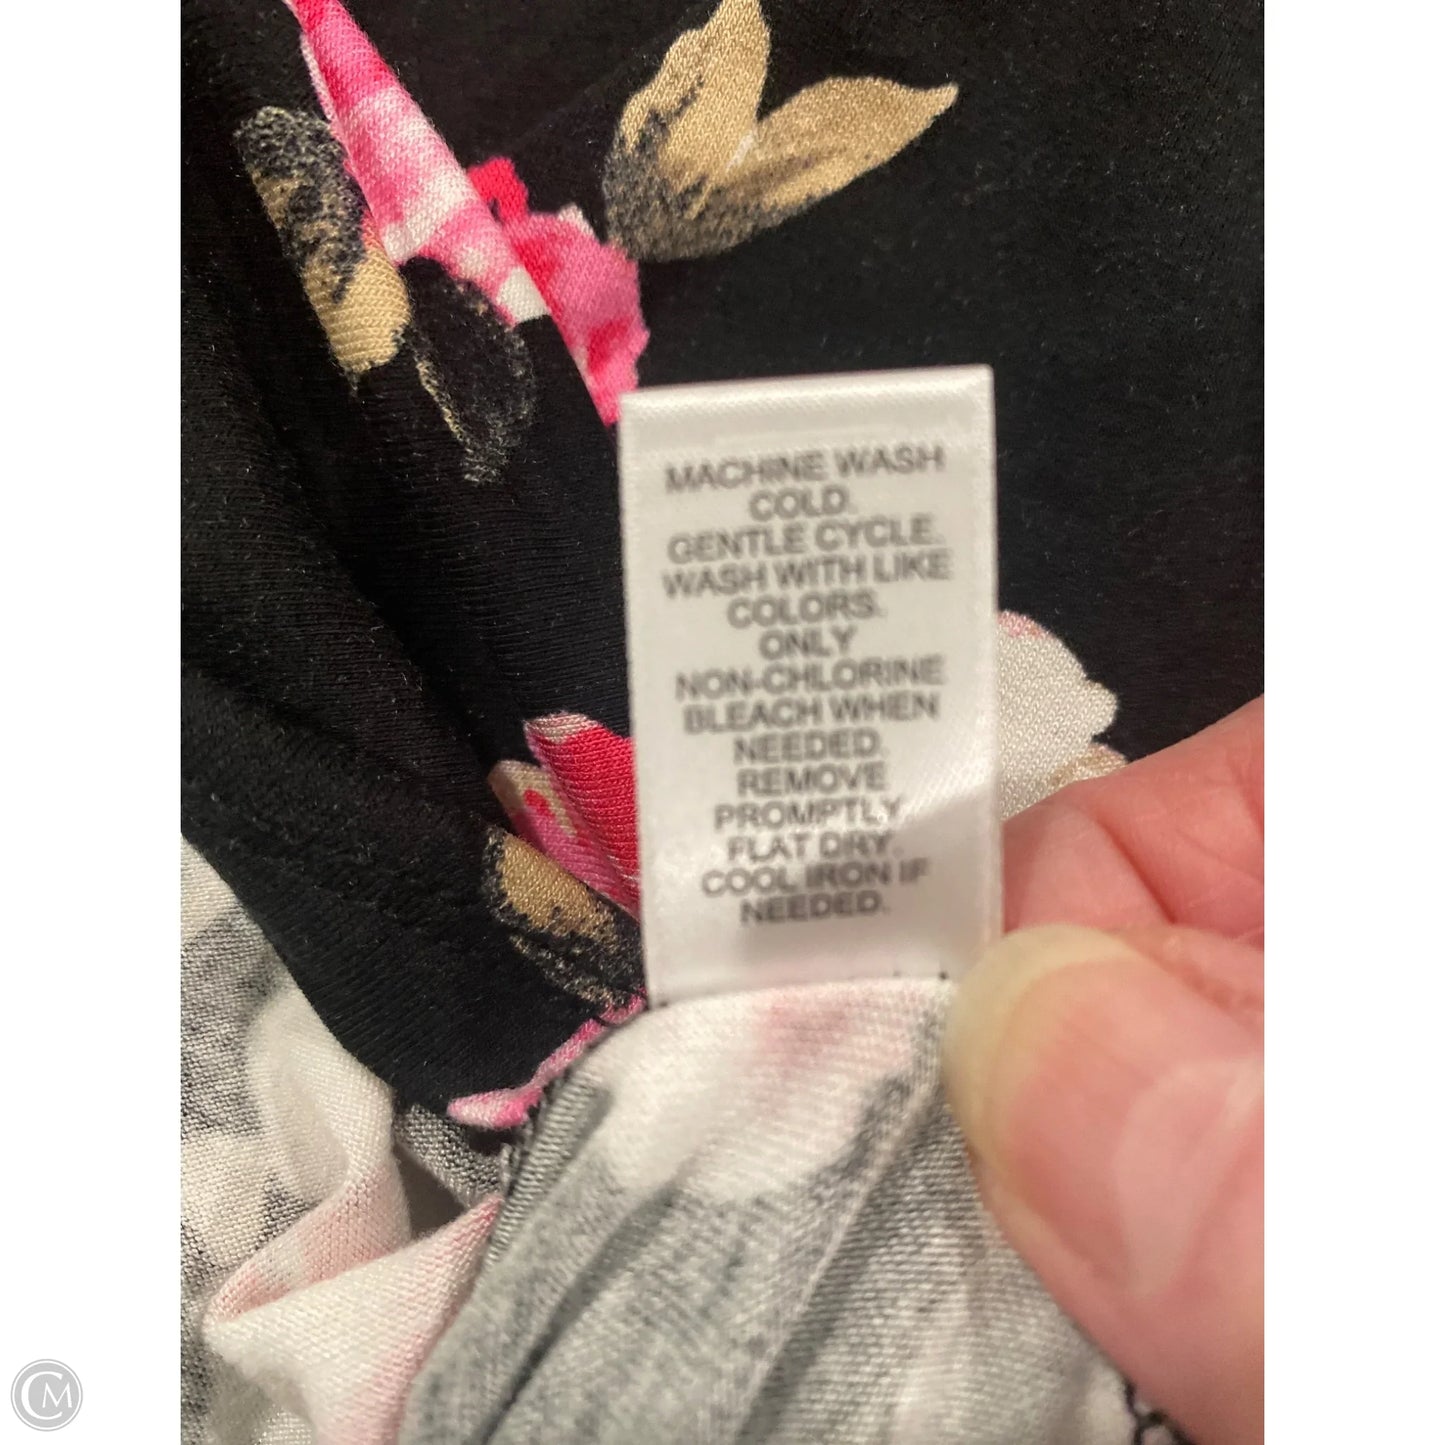 MACHINE WASH
COLD.
GENTLE CYCLE.
WASH WITH LIKE
COLORS.
ONLY
NON-CHLORINE
BLEACH WHEN
NEEDED.
REMOVE
PROMPTLY.
FLAT DRY.
COOL IRON IF
NEEDED.
CM